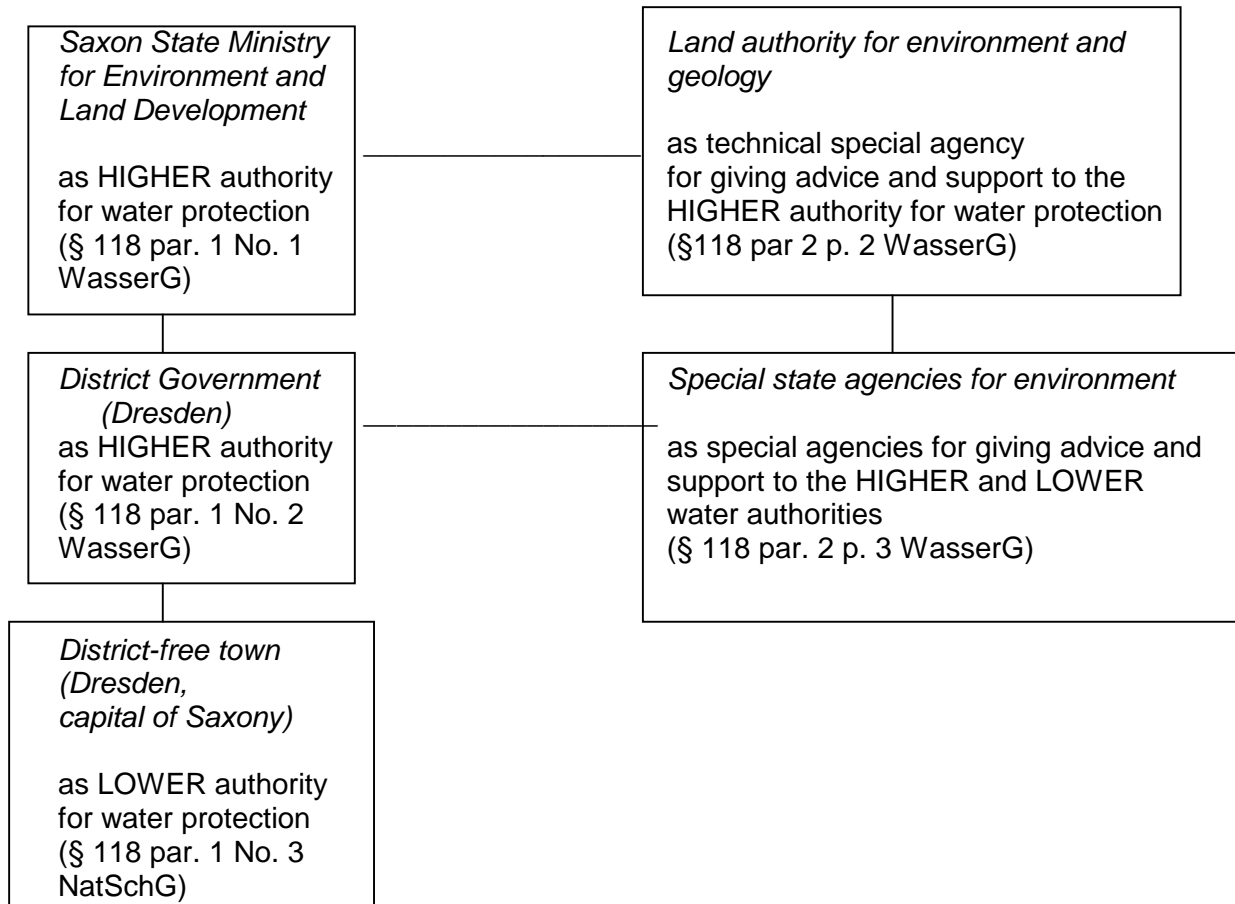 Saxon State Ministry
for Environment and
Land Development
as HIGHER authority
for water protection
(§ 118 par. 1 No. 1
WasserG)
Land authority for environment and
geology
as technical special agency
for giving advice and support to the
HIGHER authority for water protection
(§118 par 2 p. 2 WasserG)
District Government
(Dresden)
as HIGHER authority
for water protection
(§ 118 par. 1 No. 2
WasserG)
Special state agencies for environment
as special agencies for giving advice and
support to the HIGHER and LOWER
water authorities
(§ 118 par. 2 p. 3 WasserG)
District-free town
(Dresden,
capital of Saxony)
as LOWER authority
for water protection
(§ 118 par. 1 No. 3
NatSchG)